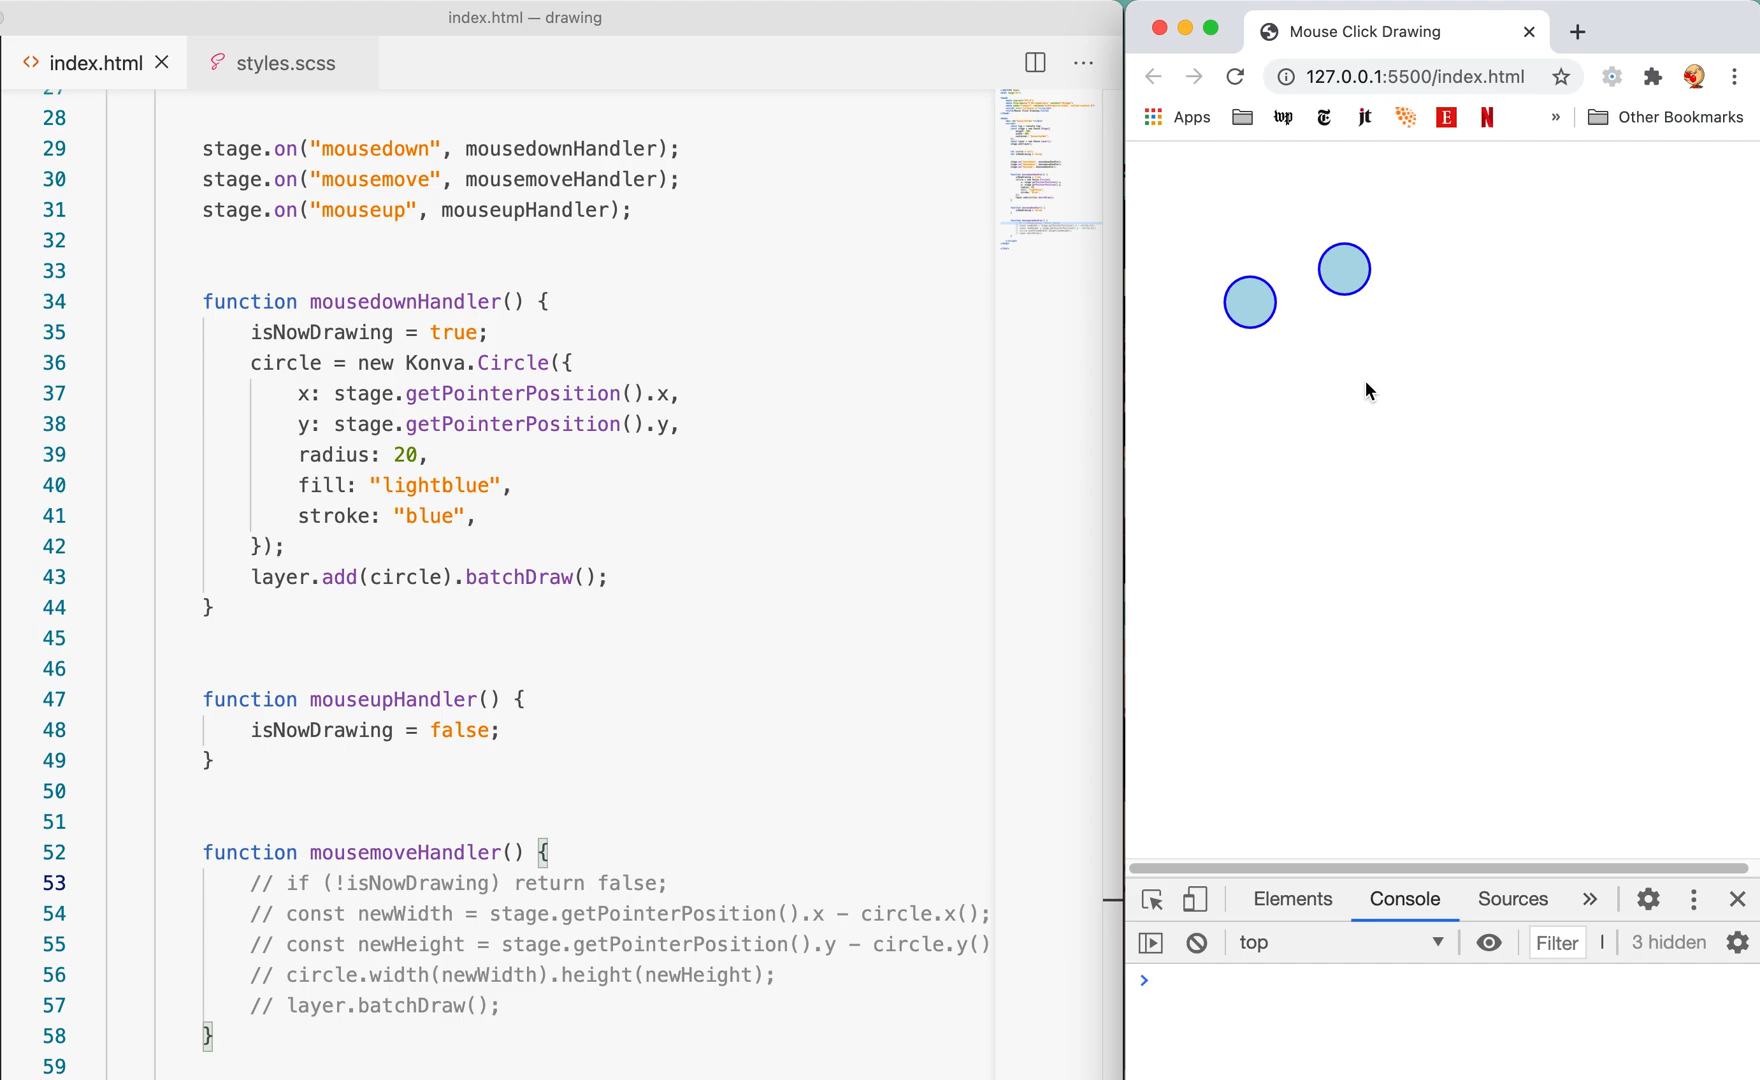 index.html — drawing
index.html
styles.scss
27
28
29 stage.on("mousedown", mousedownHandler);
30 stage.on("mousemove", mousemoveHandler);
31 stage.on("mouseup", mouseupHandler);
32
33
34 function mousedownHandler() {
35 isNowDrawing = true;
36 circle = new Konva.Circle({
37 x: stage.getPointerPosition().x,
38 y: stage.getPointerPosition().y,
39 radius: 20,
40 fill: "lightblue",
41 stroke: "blue",
42 });
43 layer.add(circle).batchDraw();
44 }
45
46
47 function mouseupHandler() {
48 isNowDrawing = false;
49 }
50
51
52 function mousemoveHandler() {
53 // if (!isNowDrawing) return false;
54 // const newWidth = stage.getPointerPosition().x - circle.x();
55 // const newHeight = stage.getPointerPosition().y - circle.y()
56 // circle.width(newWidth).height(newHeight);
57 // layer.batchDraw();
58 }
59
Mouse Click Drawing
127.0.0.1:5500/index.html
Apps
wp
T
jt
E
N
»
Other Bookmarks
Elements
Console
Sources
»
top
Filter
3 hidden